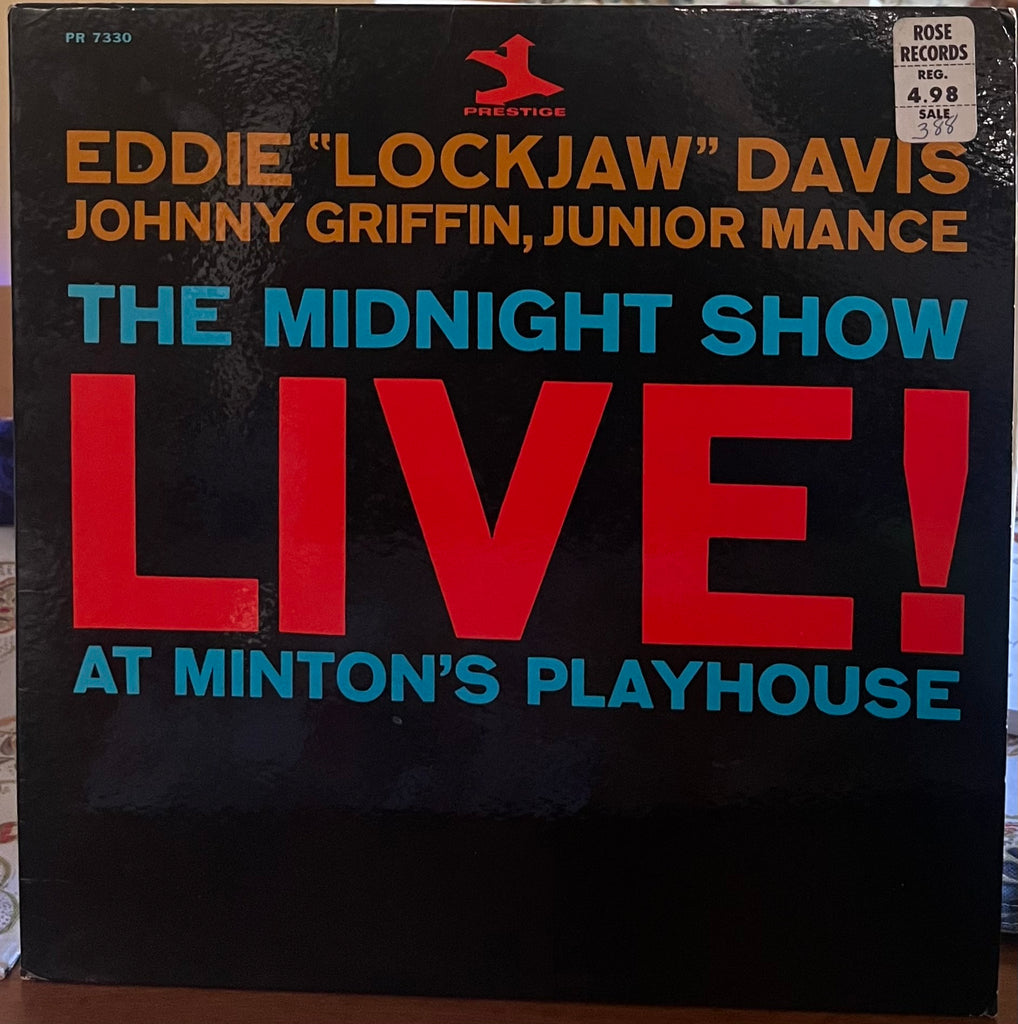 PR 7330
PRESTIGE
ROSE
RECORDS
REG.
4.98
SALE
388
EDDIE “LOCKJAW” DAVIS
JOHNNY GRIFFIN, JUNIOR MANCE
THE MIDNIGHT SHOW
LIVE!
AT MINTON’S PLAYHOUSE